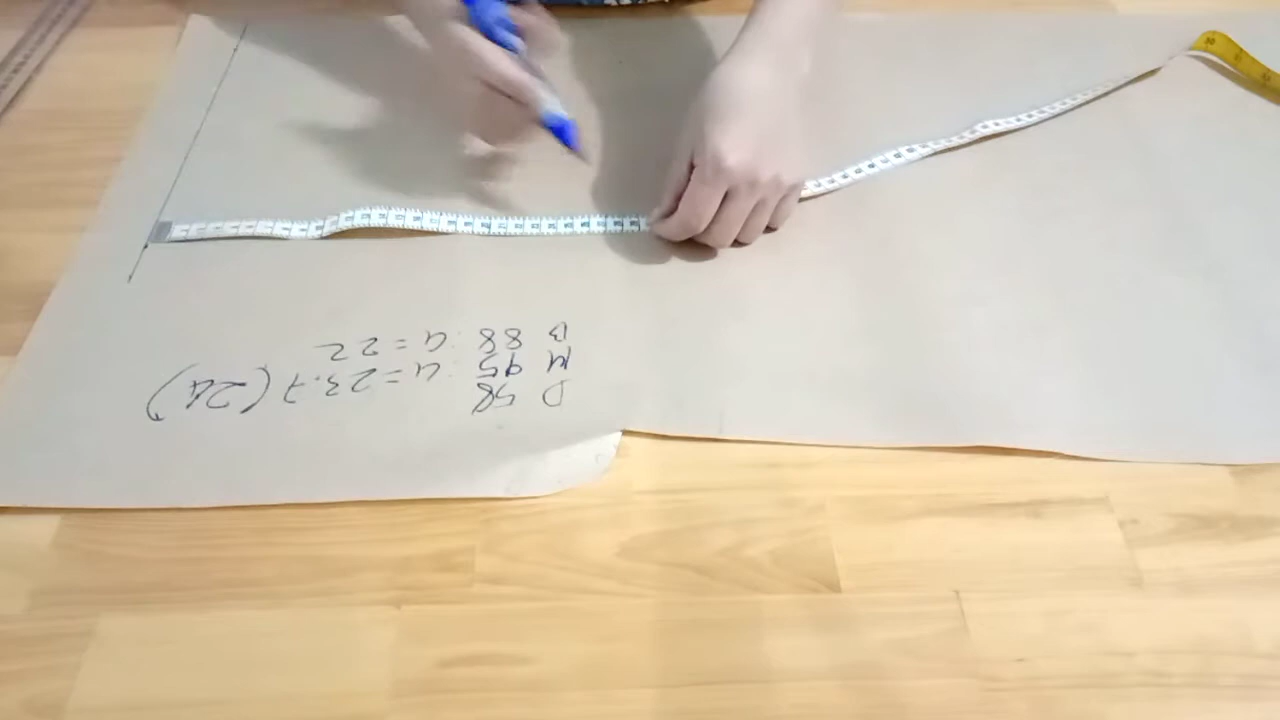 D 58
M 95 : 4 = 23.7 (24)
B 88 : 4 = 22